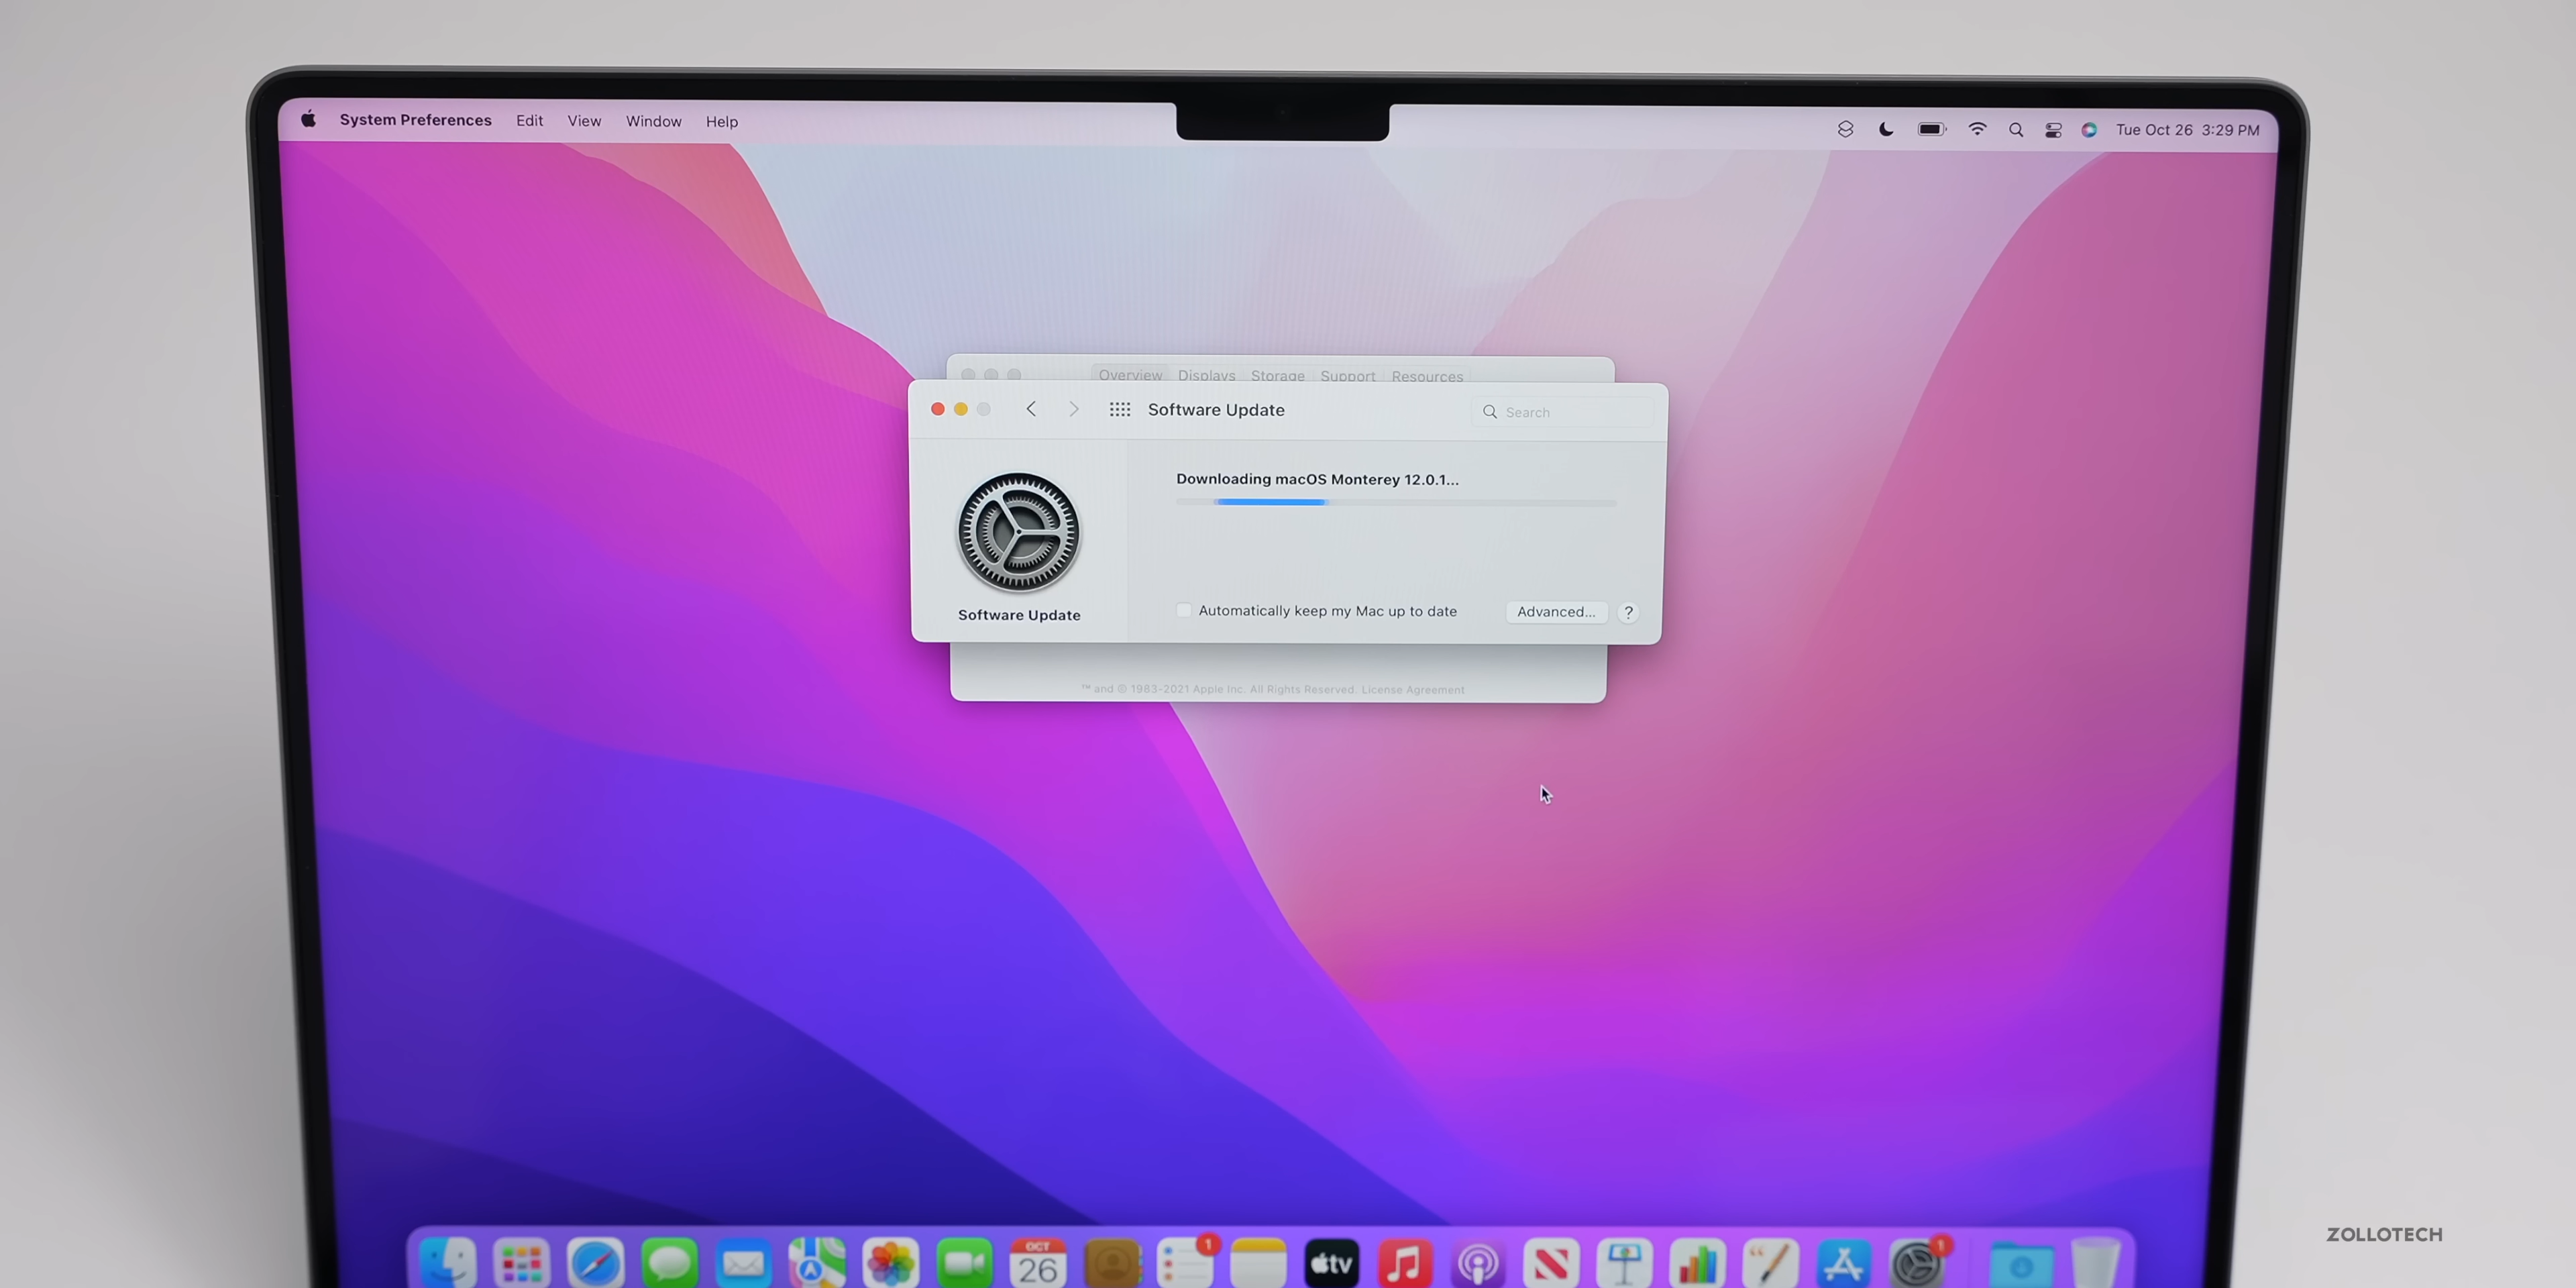 System Preferences Edit View Window Help
Tue Oct 26 3:29 PM
Overview Displays Storage Support Resources
Software Update
Search
Downloading macOS Monterey 12.0.1...
Automatically keep my Mac up to date
Advanced...
?
Software Update
™ and © 1983-2021 Apple Inc. All Rights Reserved. License Agreement
ZOLLOTECH
1
1
OCT
26
tv